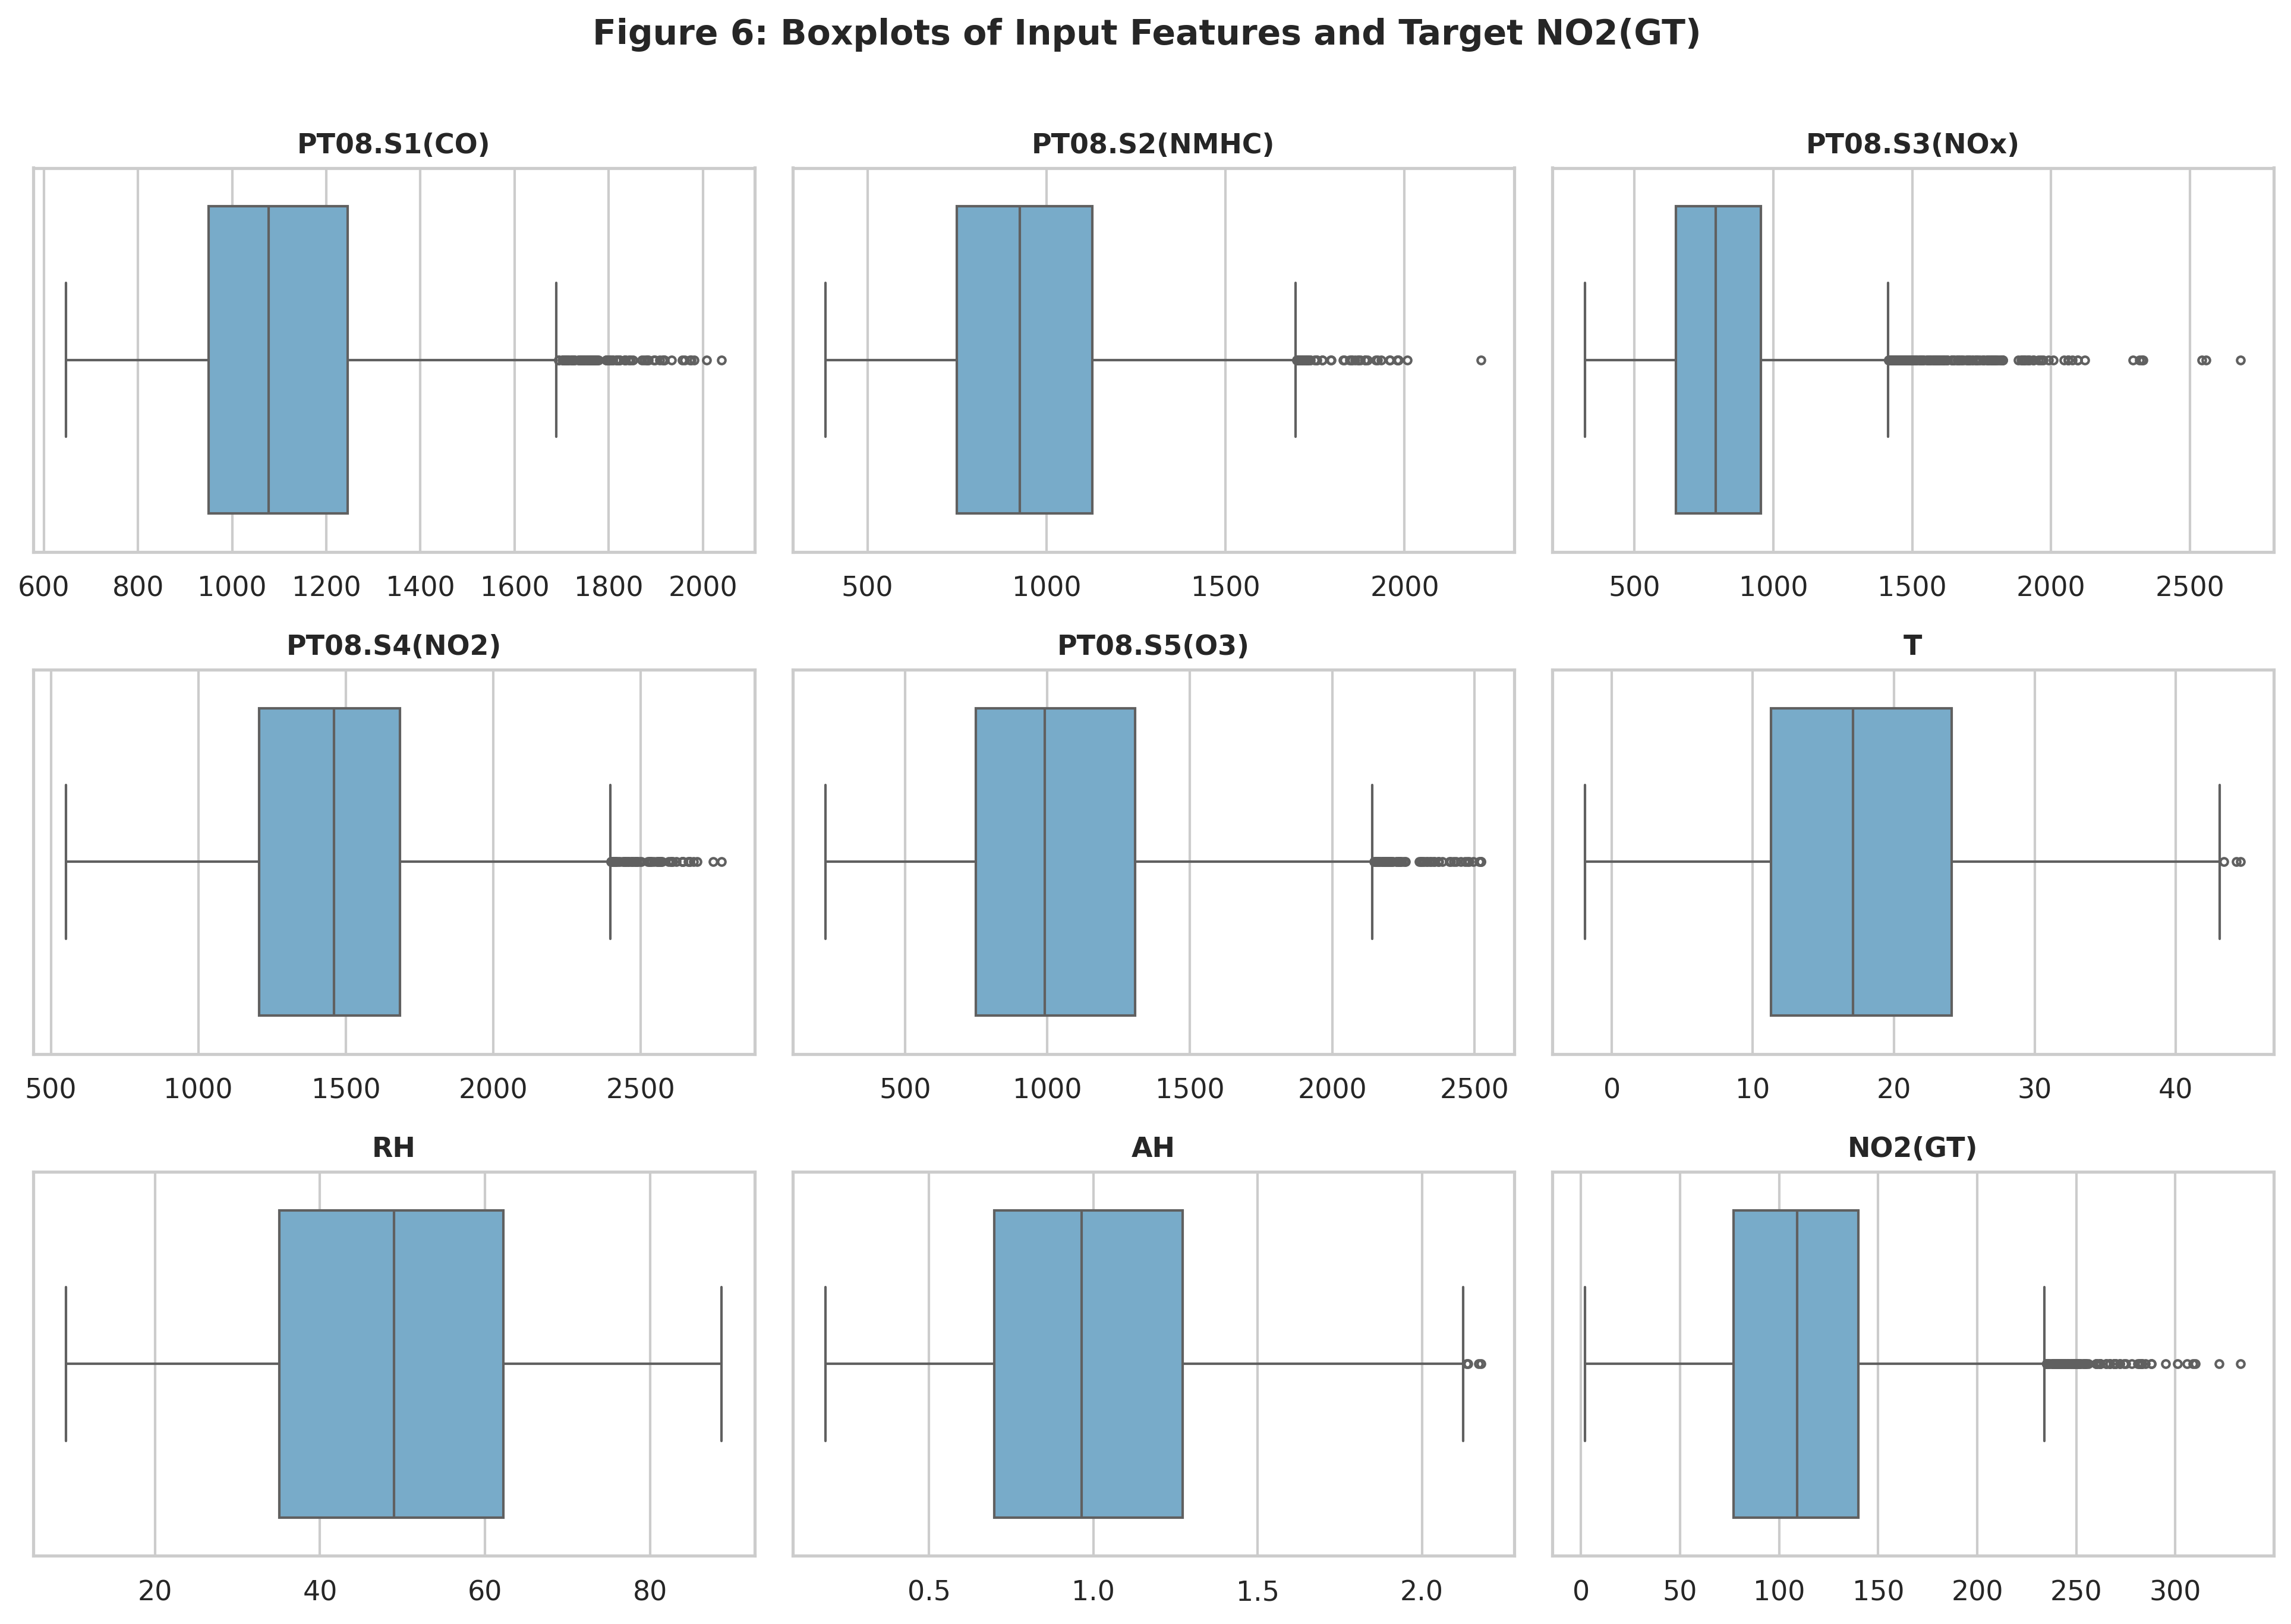 Figure 6: Boxplots of Input Features and Target NO2(GT)
PT08.S1(CO) PT08.S2(NMHC) PT08.S3(NOx)
600 800 1000 1200 1400 1600 1800 2000 500 1000 1500 2000 500 1000 1500 2000 2500
PT08.S4(NO2) PT08.S5(O3) T
500 1000 1500 2000 2500 500 1000 1500 2000 2500 0 10 20 30 40
RH AH NO2(GT)
20 40 60 80 0.5 1.0 1.5 2.0 0 50 100 150 200 250 300